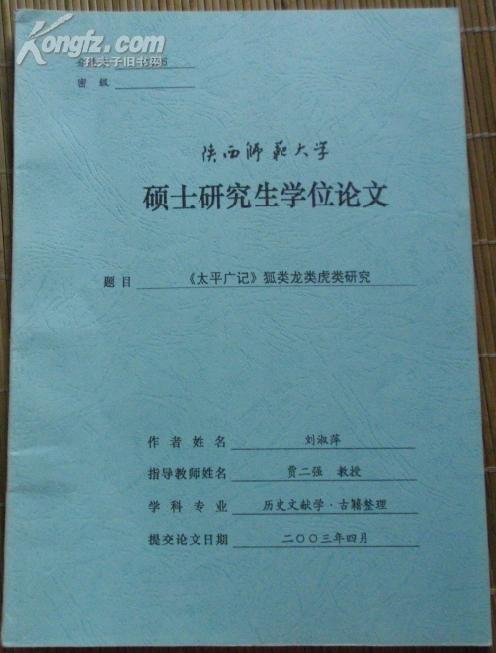 Kongfz.com
孔夫子旧书网
密级
陕西师范大学
硕士研究生学位论文
题目 《太平广记》狐类龙类虎类研究
作者姓名 刘淑萍
指导教师姓名 贾二强 教授
学科专业 历史文献学·古籍整理
提交论文日期 二〇〇三年四月